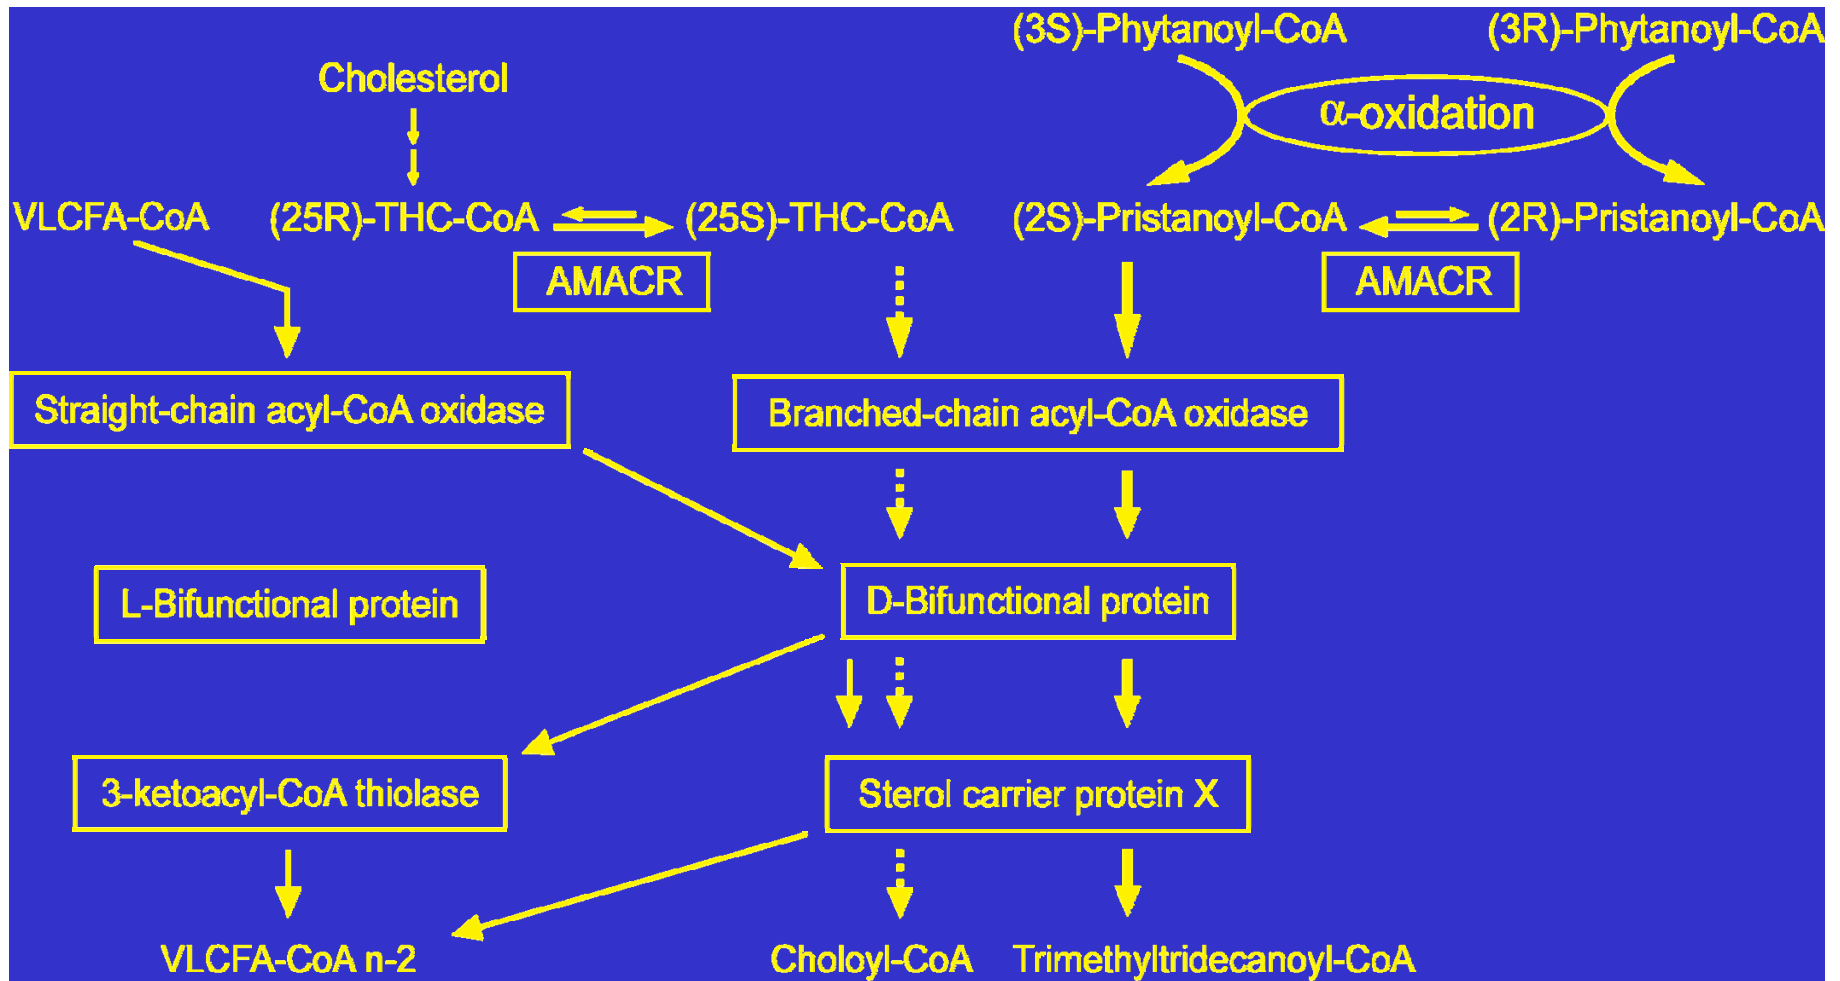 (3S)-Phytanoyl-CoA
(3R)-Phytanoyl-CoA
Cholesterol
α-oxidation
VLCFA-CoA
(25R)-THC-CoA
(25S)-THC-CoA
(2S)-Pristanoyl-CoA
(2R)-Pristanoyl-CoA
AMACR
AMACR
Straight-chain acyl-CoA oxidase
Branched-chain acyl-CoA oxidase
L-Bifunctional protein
D-Bifunctional protein
3-ketoacyl-CoA thiolase
Sterol carrier protein X
VLCFA-CoA n-2
Choloyl-CoA
Trimethyltridecanoyl-CoA